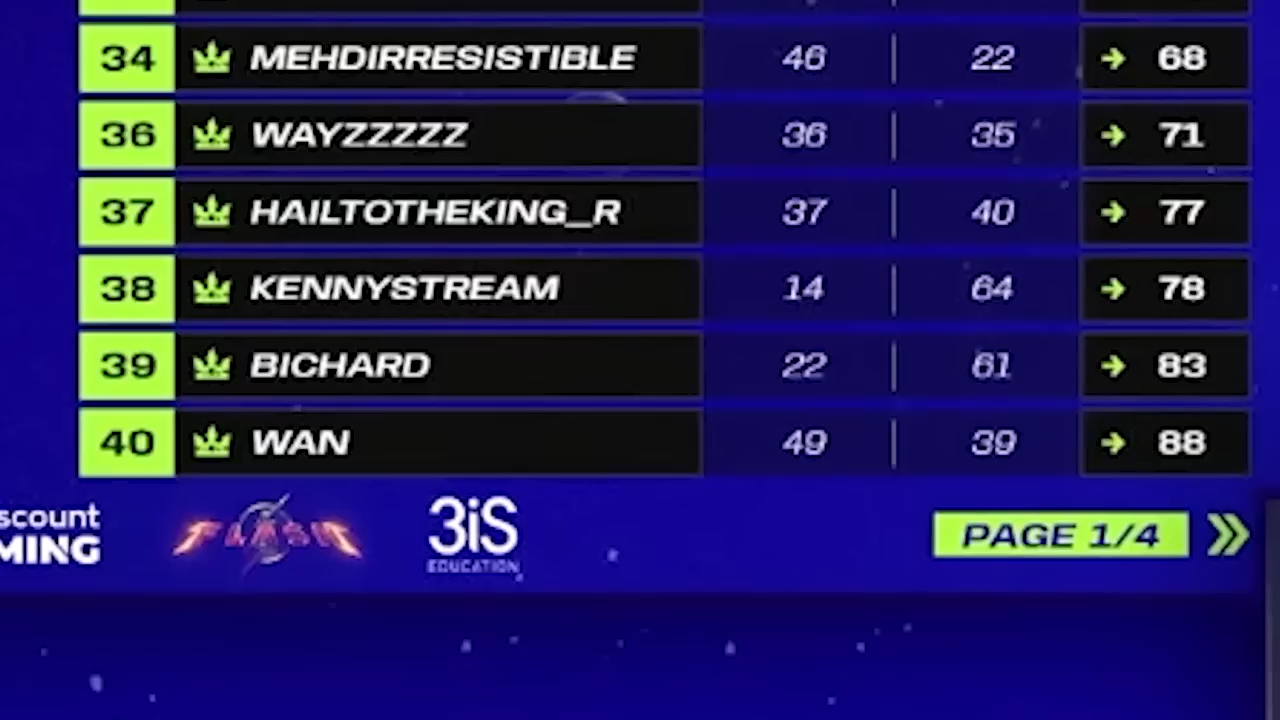 34 MEHDIRRESISTIBLE 46 22 → 68
36 WAYZZZZZ 36 35 → 71
37 HAILTOTHEKING_R 37 40 → 77
38 KENNYSTREAM 14 64 → 78
39 BICHARD 22 61 → 83
40 WAN 49 39 → 88
scount
MING
FLASH
3iS
EDUCATION
PAGE 1/4